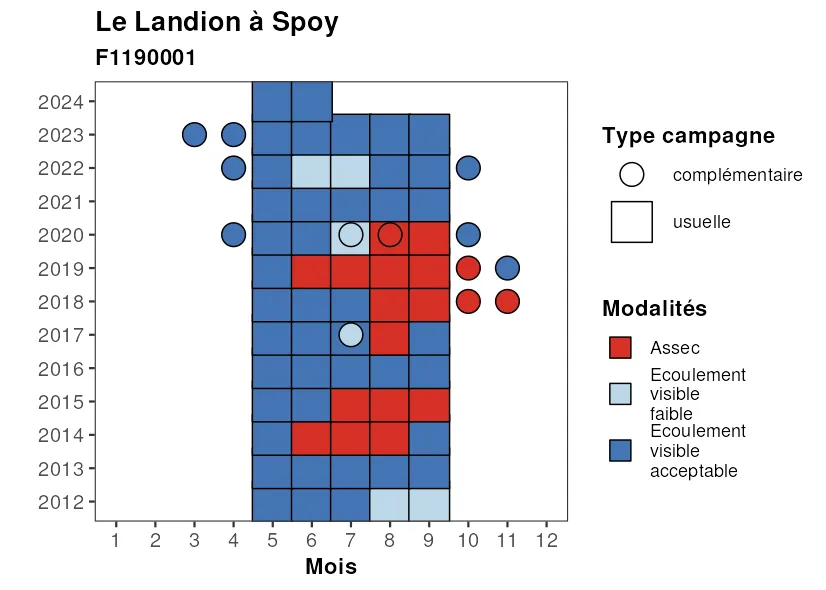 Le Landion à Spoy
F1190001
2024
2023
2022
2021
2020
2019
2018
2017
2016
2015
2014
2013
2012
1 2 3 4 5 6 7 8 9 10 11 12
Mois
Type campagne
complémentaire
usuelle
Modalités
Assec
Ecoulement
visible
faible
Ecoulement
visible
acceptable